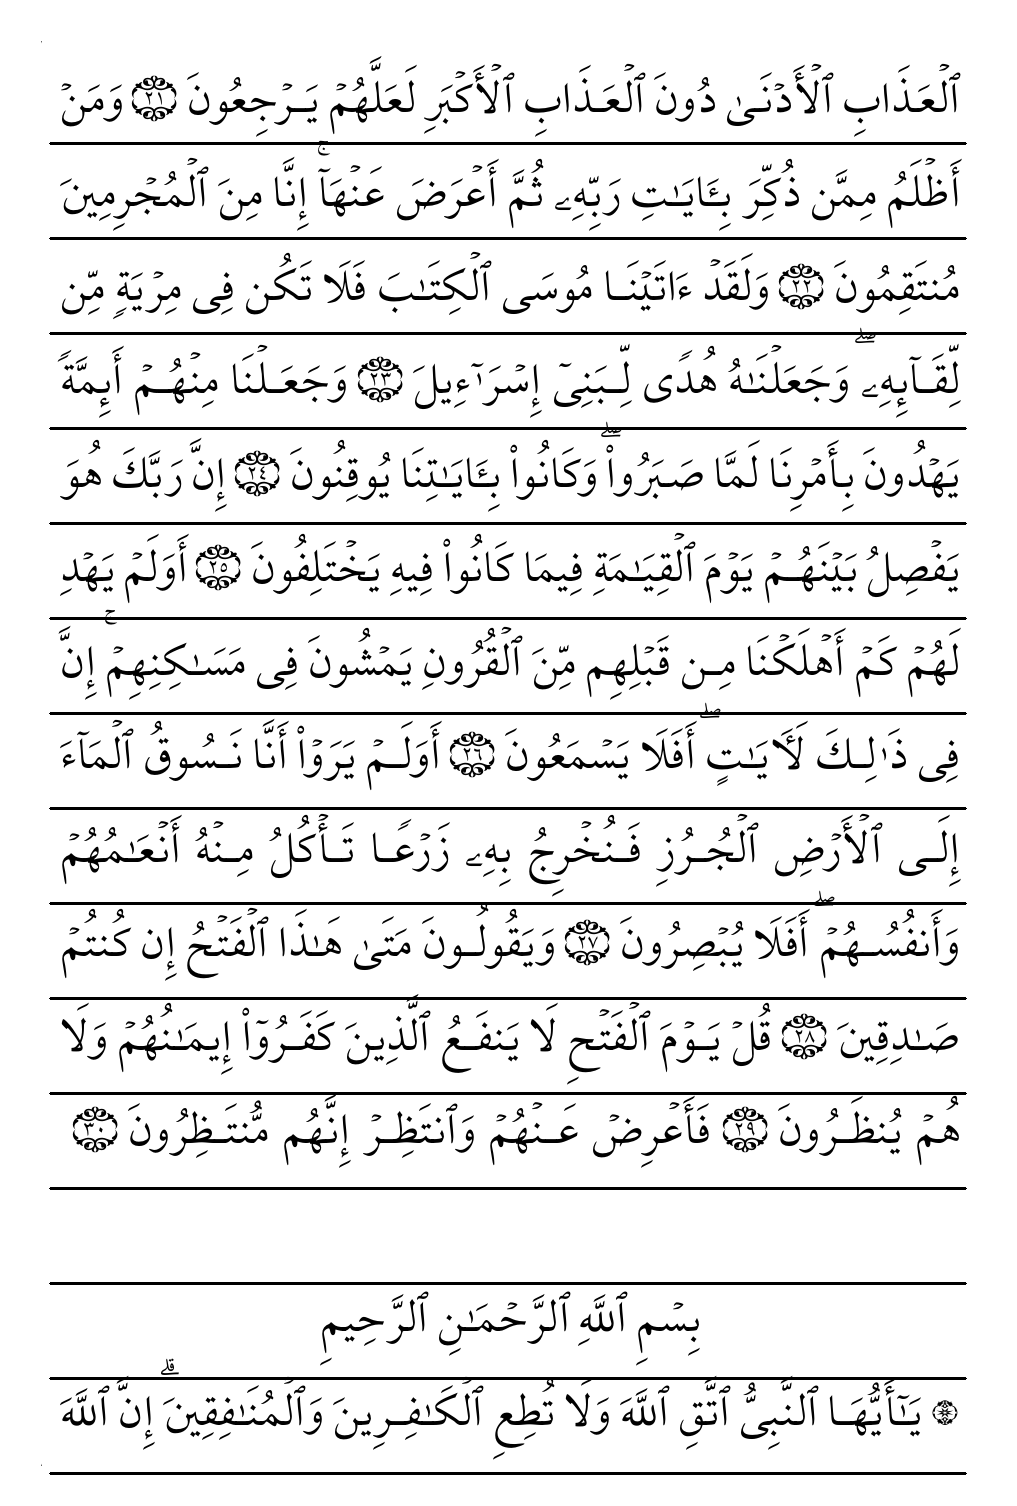 ٱلۡعَذَابِ ٱلۡأَدۡنَىٰ دُونَ ٱلۡعَذَابِ ٱلۡأَكۡبَرِ لَعَلَّهُمۡ يَرۡجِعُونَ ٢١ وَمَنۡ
أَظۡلَمُ مِمَّن ذُكِّرَ بِـَٔايَٰتِ رَبِّهِۦ ثُمَّ أَعۡرَضَ عَنۡهَآۚ إِنَّا مِنَ ٱلۡمُجۡرِمِينَ
مُنتَقِمُونَ ٢٢ وَلَقَدۡ ءَاتَيۡنَا مُوسَى ٱلۡكِتَٰبَ فَلَا تَكُن فِي مِرۡيَةٖ مِّن
لِّقَآئِهِۦۖ وَجَعَلۡنَٰهُ هُدٗى لِّبَنِيٓ إِسۡرَٰٓءِيلَ ٢٣ وَجَعَلۡنَا مِنۡهُمۡ أَئِمَّةٗ
يَهۡدُونَ بِأَمۡرِنَا لَمَّا صَبَرُواْۖ وَكَانُواْ بِـَٔايَٰتِنَا يُوقِنُونَ ٢٤ إِنَّ رَبَّكَ هُوَ
يَفۡصِلُ بَيۡنَهُمۡ يَوۡمَ ٱلۡقِيَٰمَةِ فِيمَا كَانُواْ فِيهِ يَخۡتَلِفُونَ ٢٥ أَوَلَمۡ يَهۡدِ
لَهُمۡ كَمۡ أَهۡلَكۡنَا مِن قَبۡلِهِم مِّنَ ٱلۡقُرُونِ يَمۡشُونَ فِي مَسَٰكِنِهِمۡۚ إِنَّ
فِي ذَٰلِكَ لَأٓيَٰتٍۖ أَفَلَا يَسۡمَعُونَ ٢٦ أَوَلَمۡ يَرَوۡاْ أَنَّا نَسُوقُ ٱلۡمَآءَ
إِلَى ٱلۡأَرۡضِ ٱلۡجُرُزِ فَنُخۡرِجُ بِهِۦ زَرۡعٗا تَأۡكُلُ مِنۡهُ أَنۡعَٰمُهُمۡ
وَأَنفُسُهُمۡۖ أَفَلَا يُبۡصِرُونَ ٢٧ وَيَقُولُونَ مَتَىٰ هَٰذَا ٱلۡفَتۡحُ إِن كُنتُمۡ
صَٰدِقِينَ ٢٨ قُلۡ يَوۡمَ ٱلۡفَتۡحِ لَا يَنفَعُ ٱلَّذِينَ كَفَرُوٓاْ إِيمَٰنُهُمۡ وَلَا
هُمۡ يُنظَرُونَ ٢٩ فَأَعۡرِضۡ عَنۡهُمۡ وَٱنتَظِرۡ إِنَّهُم مُّنتَظِرُونَ ٣٠
بِسۡمِ ٱللَّهِ ٱلرَّحۡمَٰنِ ٱلرَّحِيمِ
۞ يَٰٓأَيُّهَا ٱلنَّبِيُّ ٱتَّقِ ٱللَّهَ وَلَا تُطِعِ ٱلۡكَٰفِرِينَ وَٱلۡمُنَٰفِقِينَۗ إِنَّ ٱللَّهَ